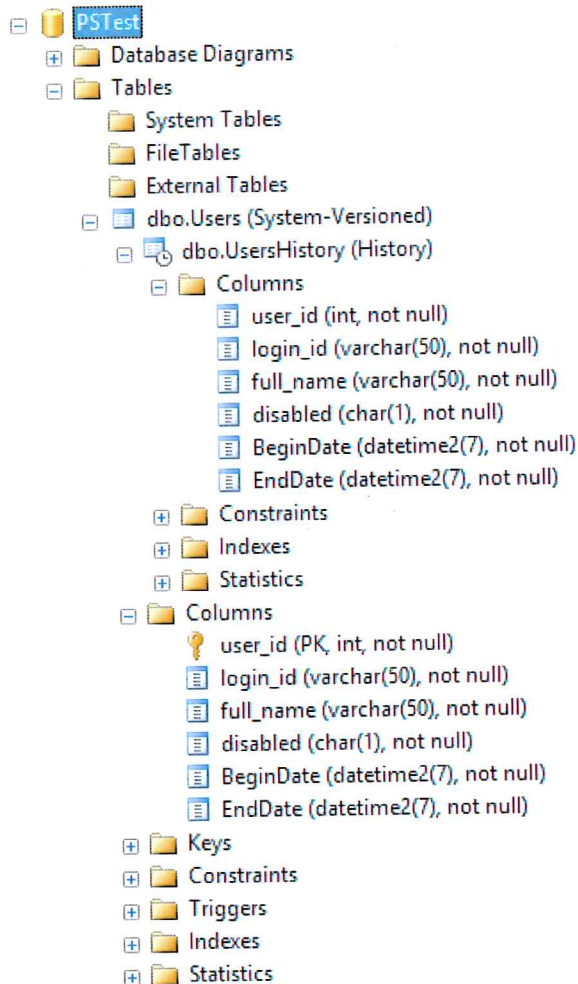 PSTest
Database Diagrams
Tables
System Tables
FileTables
External Tables
dbo.Users (System-Versioned)
dbo.UsersHistory (History)
Columns
user_id (int, not null)
login_id (varchar(50), not null)
full_name (varchar(50), not null)
disabled (char(1), not null)
BeginDate (datetime2(7), not null)
EndDate (datetime2(7), not null)
Constraints
Indexes
Statistics
Columns
user_id (PK, int, not null)
login_id (varchar(50), not null)
full_name (varchar(50), not null)
disabled (char(1), not null)
BeginDate (datetime2(7), not null)
EndDate (datetime2(7), not null)
Keys
Constraints
Triggers
Indexes
Statistics